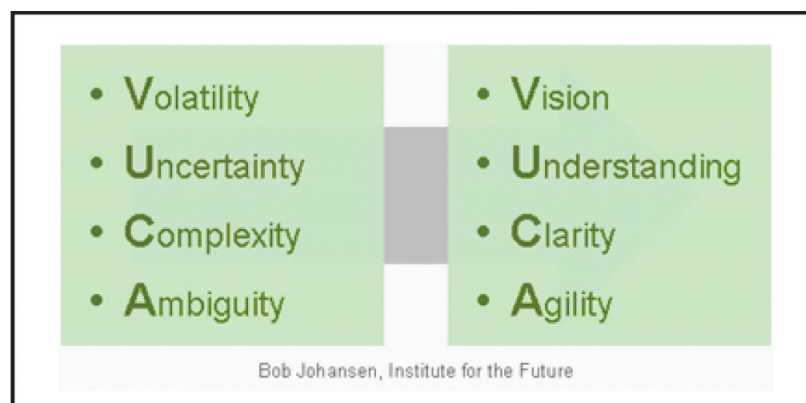 • Volatility
• Uncertainty
• Complexity
• Ambiguity
• Vision
• Understanding
• Clarity
• Agility
Bob Johansen, Institute for the Future